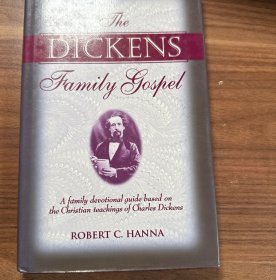 The
DICKENS
Family Gospel
A family devotional guide based on
the Christian teachings of Charles Dickens
ROBERT C. HANNA